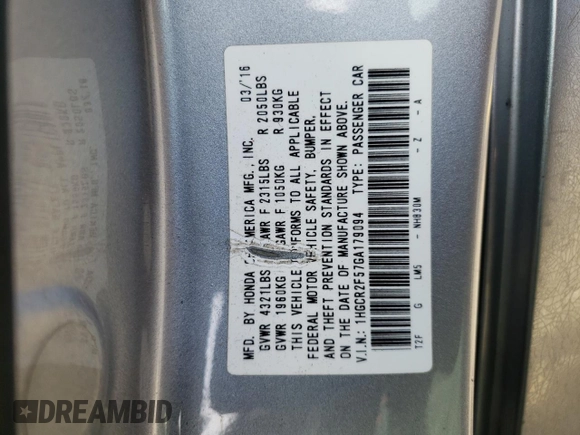 MFD. BY HONDA OF AMERICA MFG., INC. 03/'16
GVWR 4321LBS GAWR F 2315LBS R 2050LBS
GVWR 1960KG GAWR F 1050KG R 930KG
THIS VEHICLE CONFORMS TO ALL APPLICABLE
FEDERAL MOTOR VEHICLE SAFETY, BUMPER,
AND THEFT PREVENTION STANDARDS IN EFFECT
ON THE DATE OF MANUFACTURE SHOWN ABOVE.
V.I.N.: 1HGCR2F57GA179094 TYPE: PASSENGER CAR
T2F G LM5 - NH830M - Z - A
DREAMBID